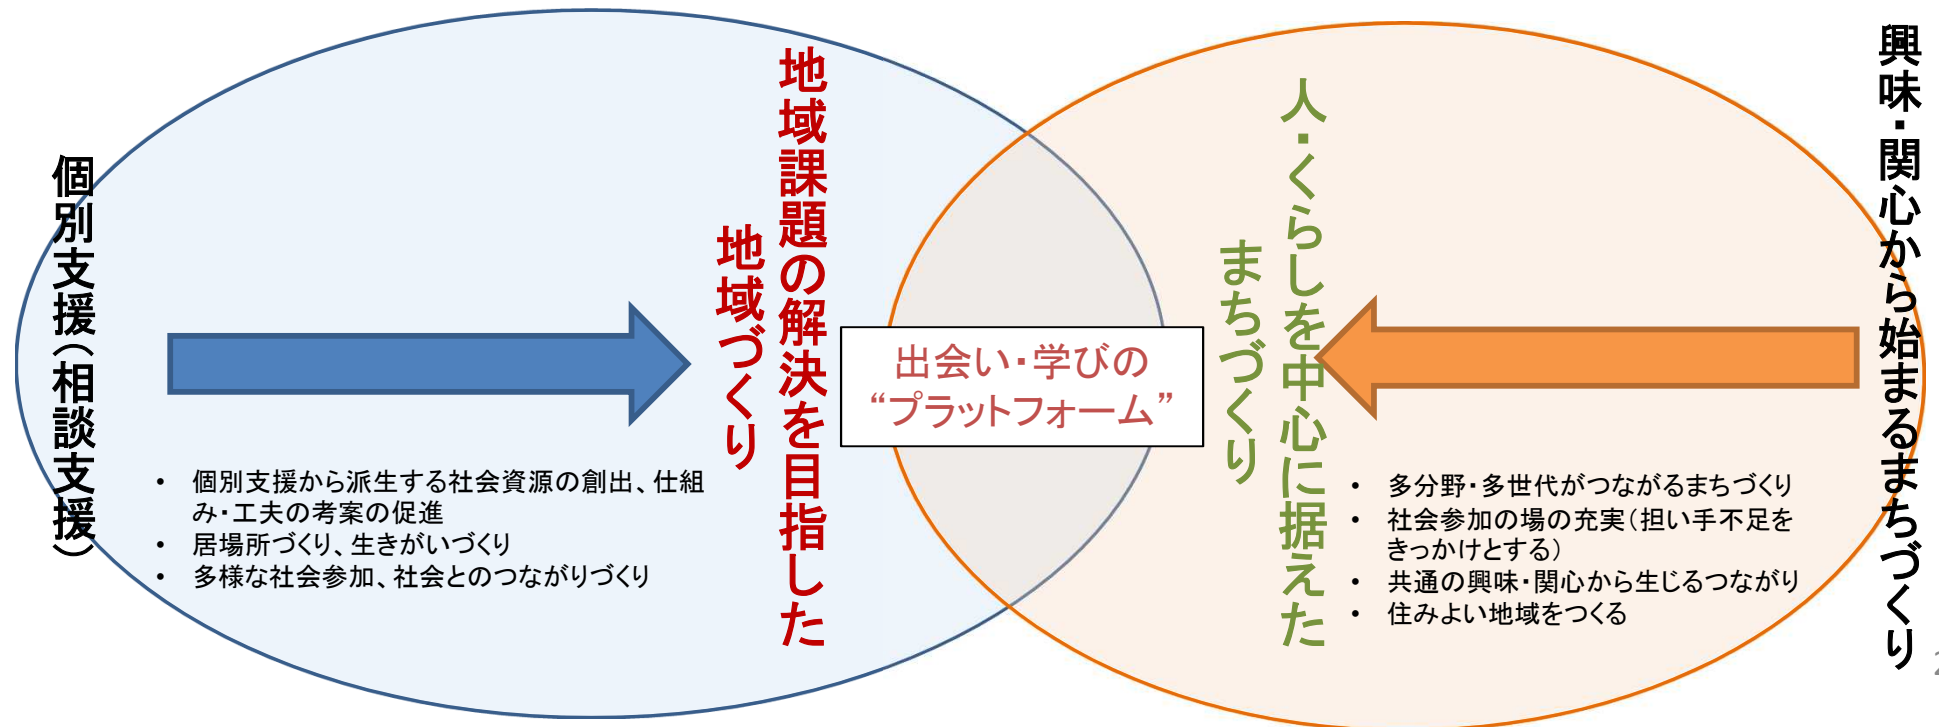 個別支援（相談支援）
地域課題の解決を目指した
地域づくり
• 個別支援から派生する社会資源の創出、仕組
み・工夫の考案の促進
• 居場所づくり、生きがいづくり
• 多様な社会参加、社会とのつながりづくり
出会い・学びの
“プラットフォーム”
人・くらしを中心に据えた
まちづくり
• 多分野・多世代がつながるまちづくり
• 社会参加の場の充実（担い手不足を
きっかけとする）
• 共通の興味・関心から生じるつながり
• 住みよい地域をつくる
興味・関心から始まるまちづくり